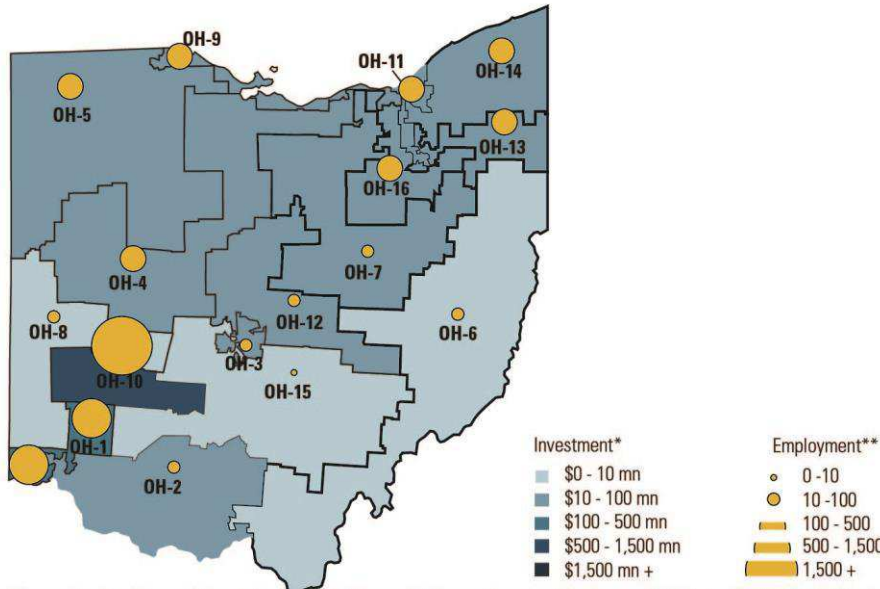 OH-9
OH-11
OH-14
OH-5
OH-13
OH-16
OH-7
OH-4
OH-8
OH-12
OH-6
OH-3
OH-10
OH-15
OH-1
OH-2
Investment*
$0 - 10 mn
$10 - 100 mn
$100 - 500 mn
$500 - 1,500 mn
$1,500 mn +
Employment**
0 -10
10 -100
100 - 500
500 - 1,500
1,500 +